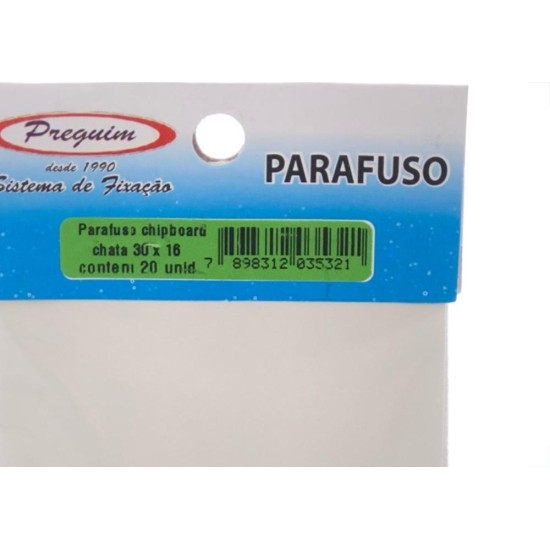 Preguim
desde 1990
Sistema de Fixação
PARAFUSO
Parafuso chipboard
chata 30 x 16
contem 20 unid
7 898312 035321